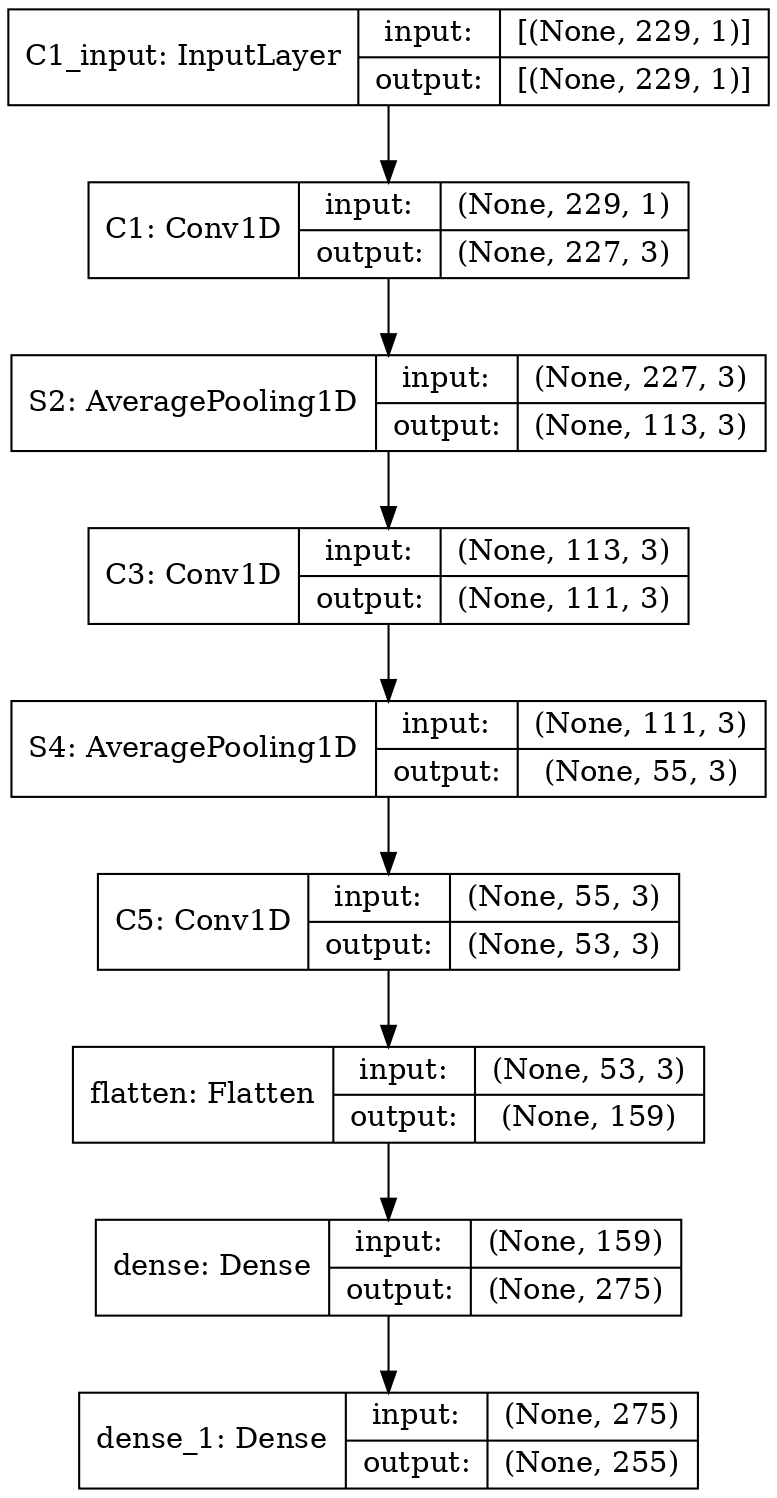 C1_input: InputLayer
input: [(None, 229, 1)]
output: [(None, 229, 1)]
C1: Conv1D
input: (None, 229, 1)
output: (None, 227, 3)
S2: AveragePooling1D
input: (None, 227, 3)
output: (None, 113, 3)
C3: Conv1D
input: (None, 113, 3)
output: (None, 111, 3)
S4: AveragePooling1D
input: (None, 111, 3)
output: (None, 55, 3)
C5: Conv1D
input: (None, 55, 3)
output: (None, 53, 3)
flatten: Flatten
input: (None, 53, 3)
output: (None, 159)
dense: Dense
input: (None, 159)
output: (None, 275)
dense_1: Dense
input: (None, 275)
output: (None, 255)